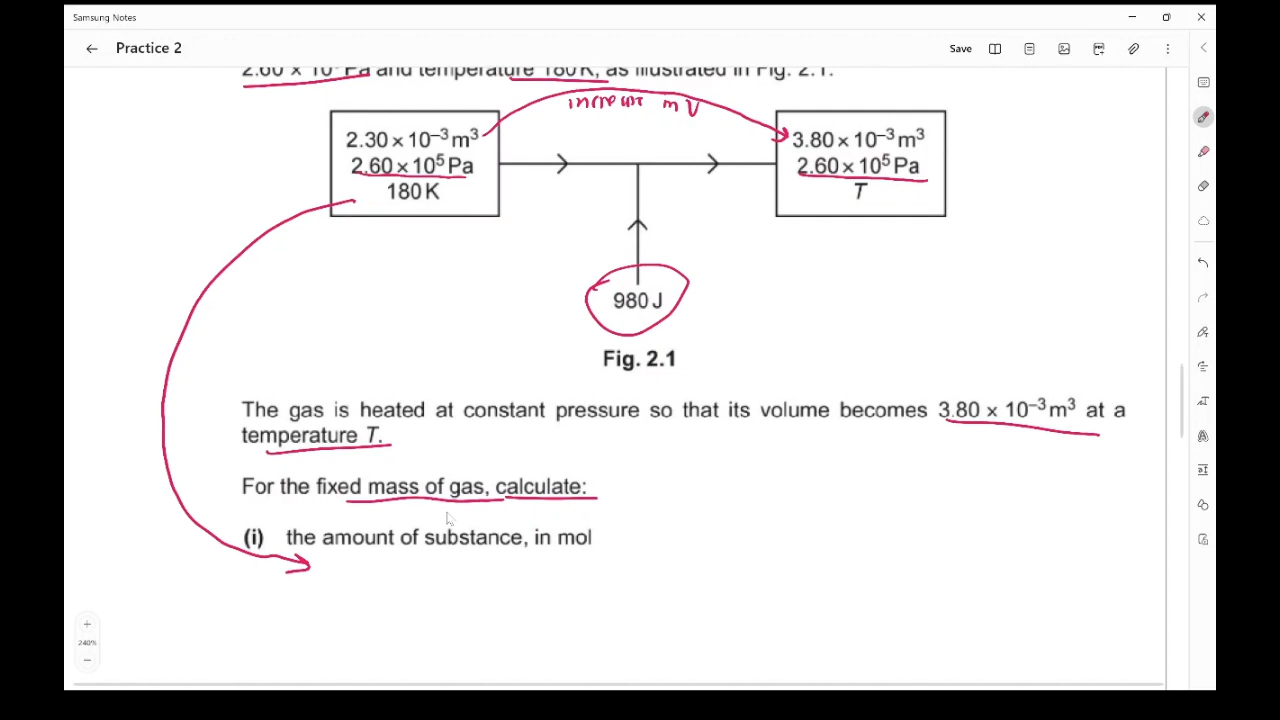 Samsung Notes
Practice 2
Save
2.60 × 10⁵ Pa and temperature 180 K, as illustrated in Fig. 2.1.
increase in V
2.30 × 10⁻³ m³
2.60 × 10⁵ Pa
180 K
3.80 × 10⁻³ m³
2.60 × 10⁵ Pa
T
980 J
Fig. 2.1
The gas is heated at constant pressure so that its volume becomes 3.80 × 10⁻³ m³ at a
temperature T.
For the fixed mass of gas, calculate:
(i) the amount of substance, in mol
240%